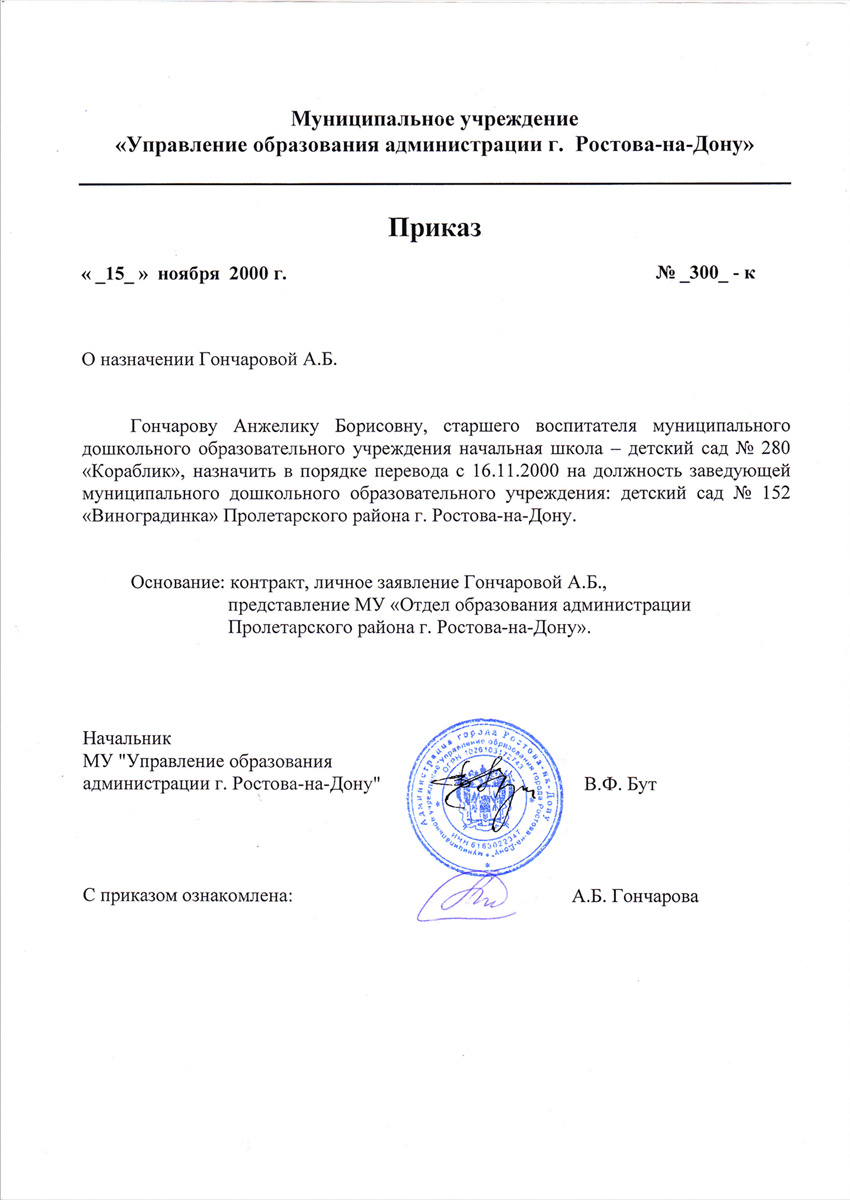 Муниципальное учреждение
«Управление образования администрации г. Ростова-на-Дону»
Приказ
« _15_ » ноября 2000 г. № _300_ - к
О назначении Гончаровой А.Б.
Гончарову Анжелику Борисовну, старшего воспитателя муниципального
дошкольного образовательного учреждения начальная школа – детский сад № 280
«Кораблик», назначить в порядке перевода с 16.11.2000 на должность заведующей
муниципального дошкольного образовательного учреждения: детский сад № 152
«Виноградинка» Пролетарского района г. Ростова-на-Дону.
Основание: контракт, личное заявление Гончаровой А.Б.,
представление МУ «Отдел образования администрации
Пролетарского района г. Ростова-на-Дону».
Начальник
МУ "Управление образования
администрации г. Ростова-на-Дону" В.Ф. Бут
Администрация города Ростова-на-Дону
ИНН 6163022347
С приказом ознакомлена: А.Б. Гончарова